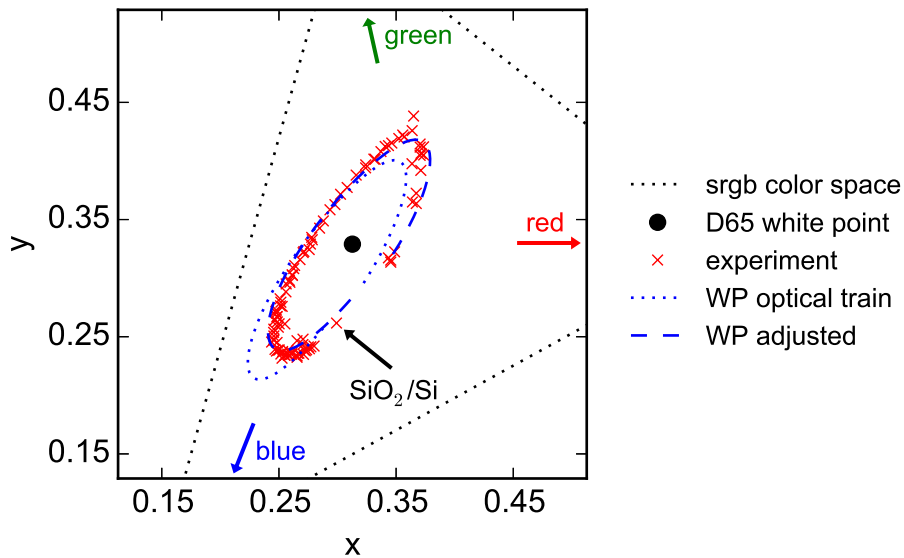 green
0.45
0.35
y
red
0.25
SiO₂/Si
0.15
blue
0.15 0.25 0.35 0.45
x
srgb color space
D65 white point
experiment
WP optical train
WP adjusted